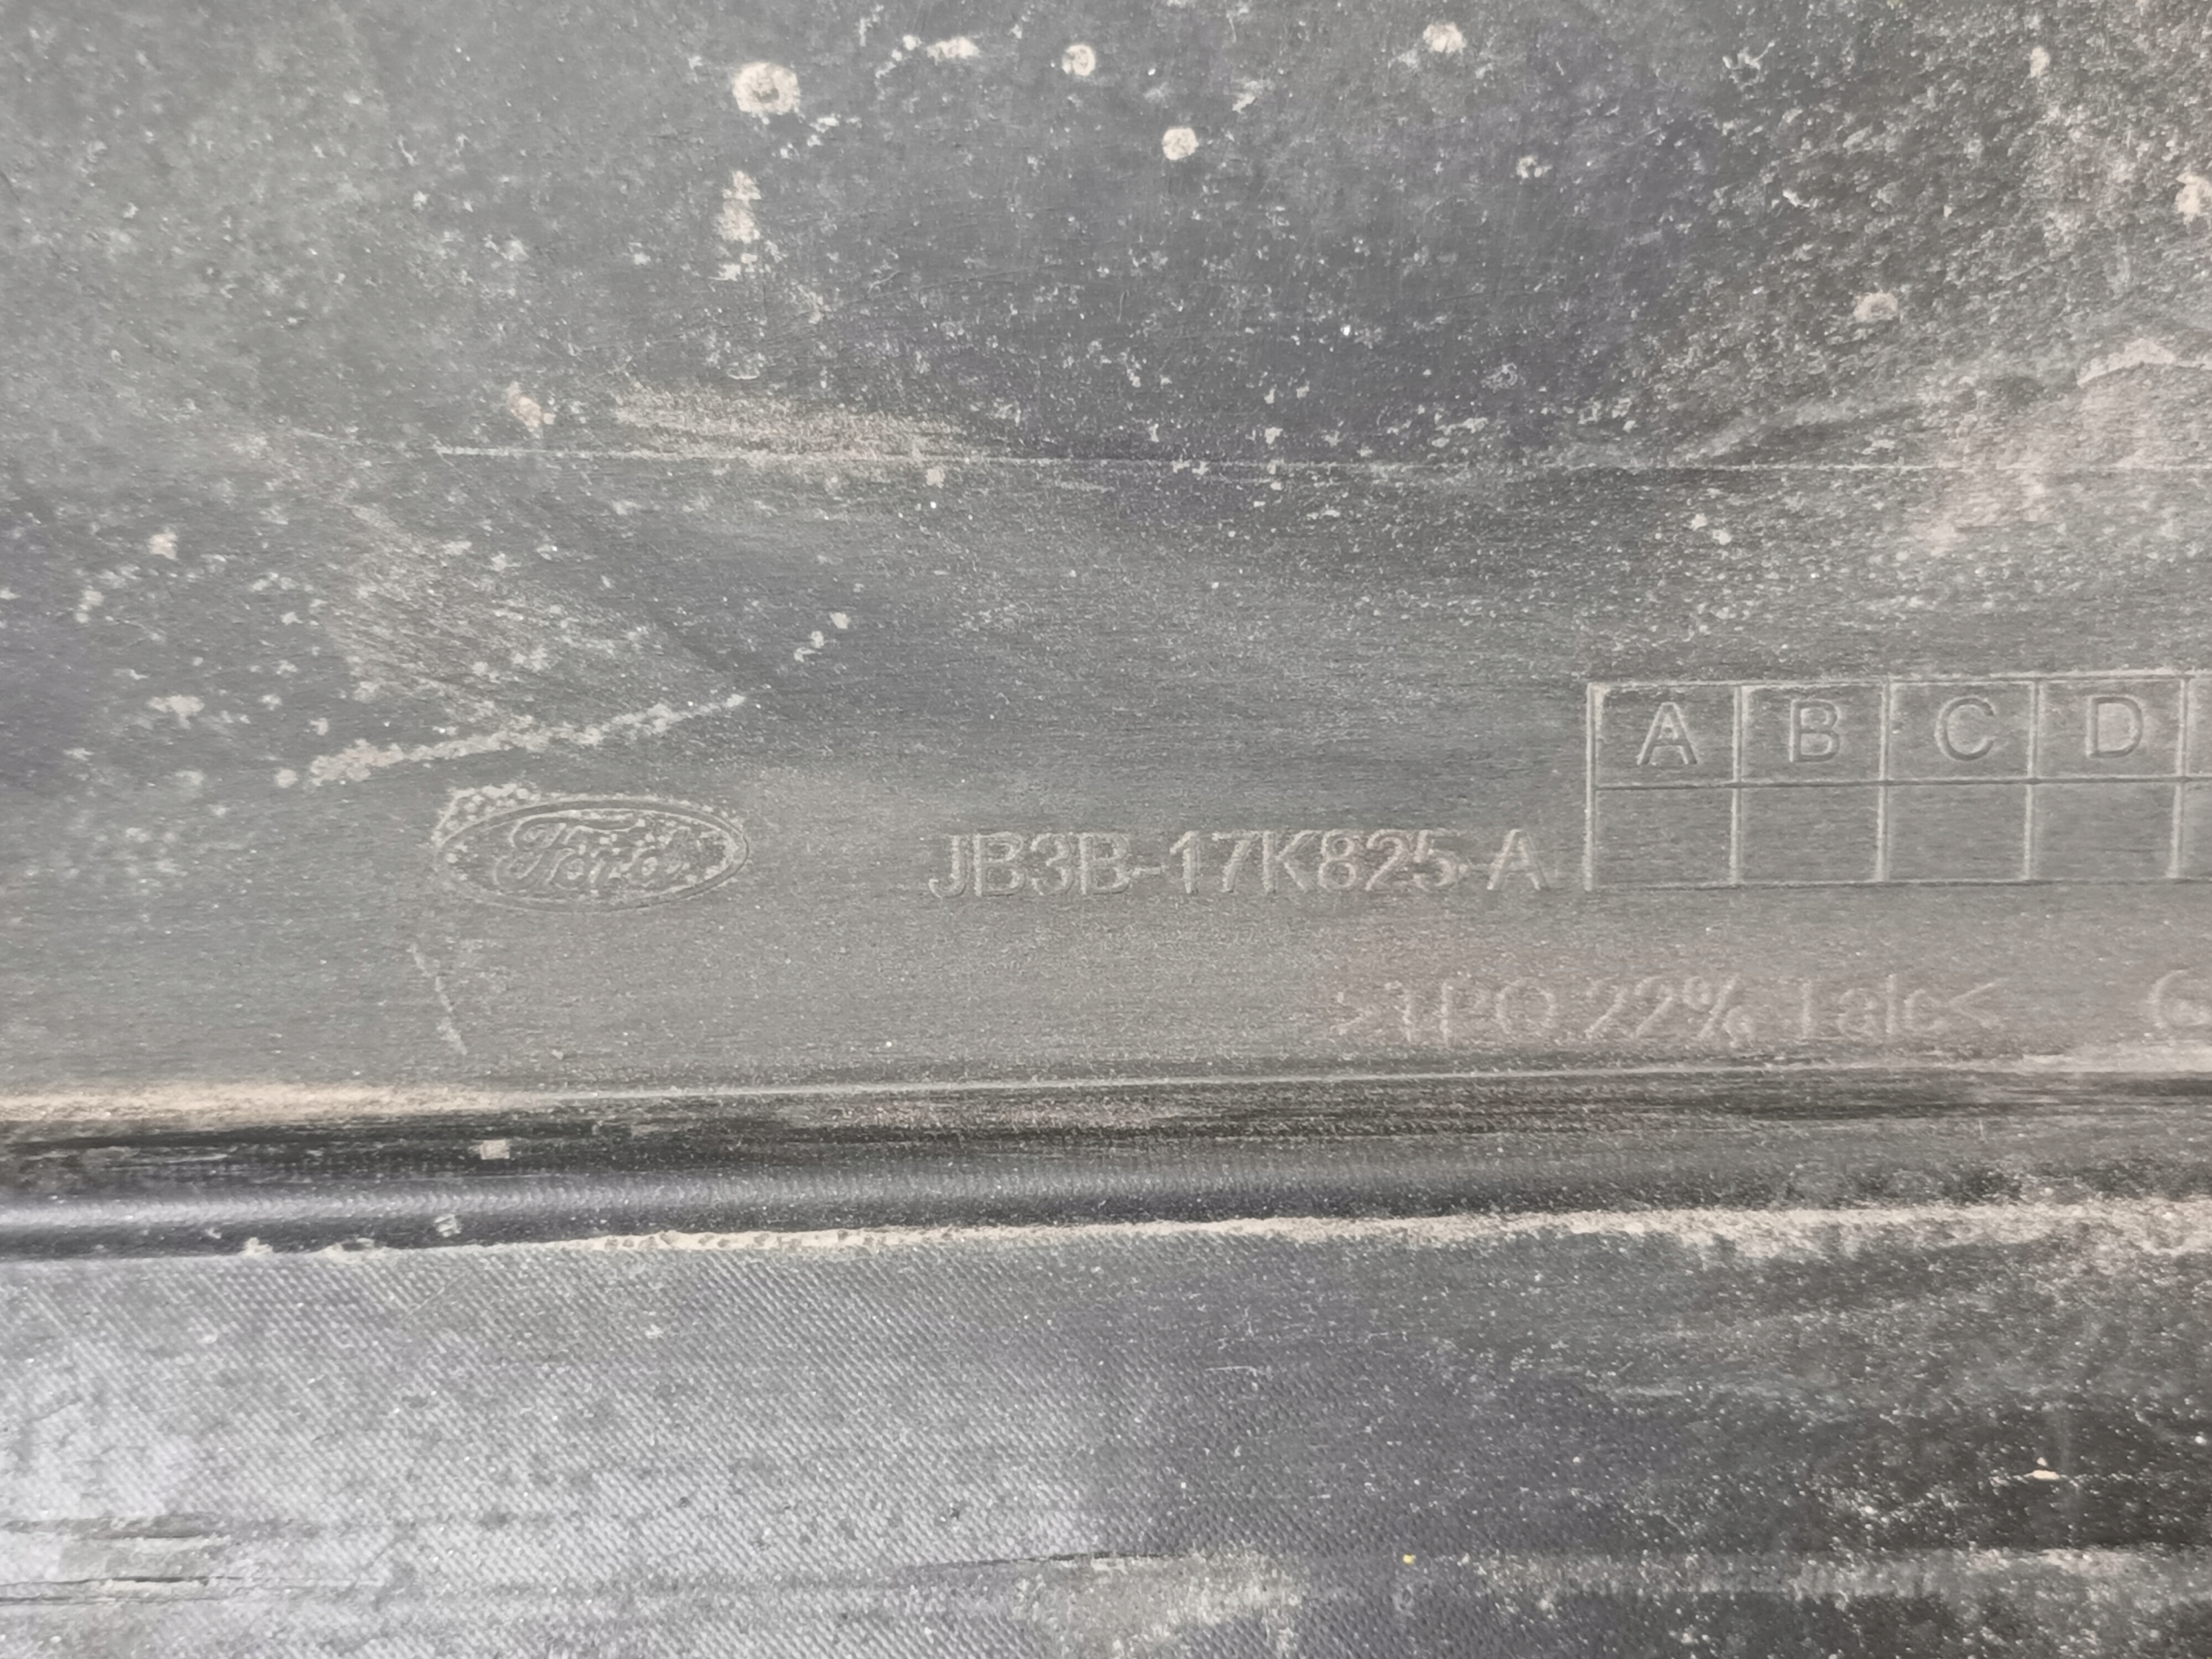 A B C D
Ford JB3B-17K825-A
>TPO 22% Talc<